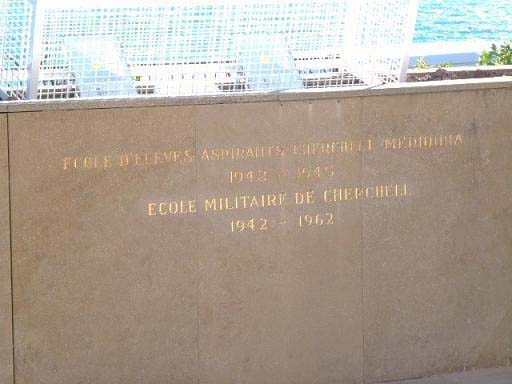 ECOLE D'ELEVES ASPIRANTS CHERCHELL MEDIOUNA
1942 - 1945
ECOLE MILITAIRE DE CHERCHELL
1942 - 1962